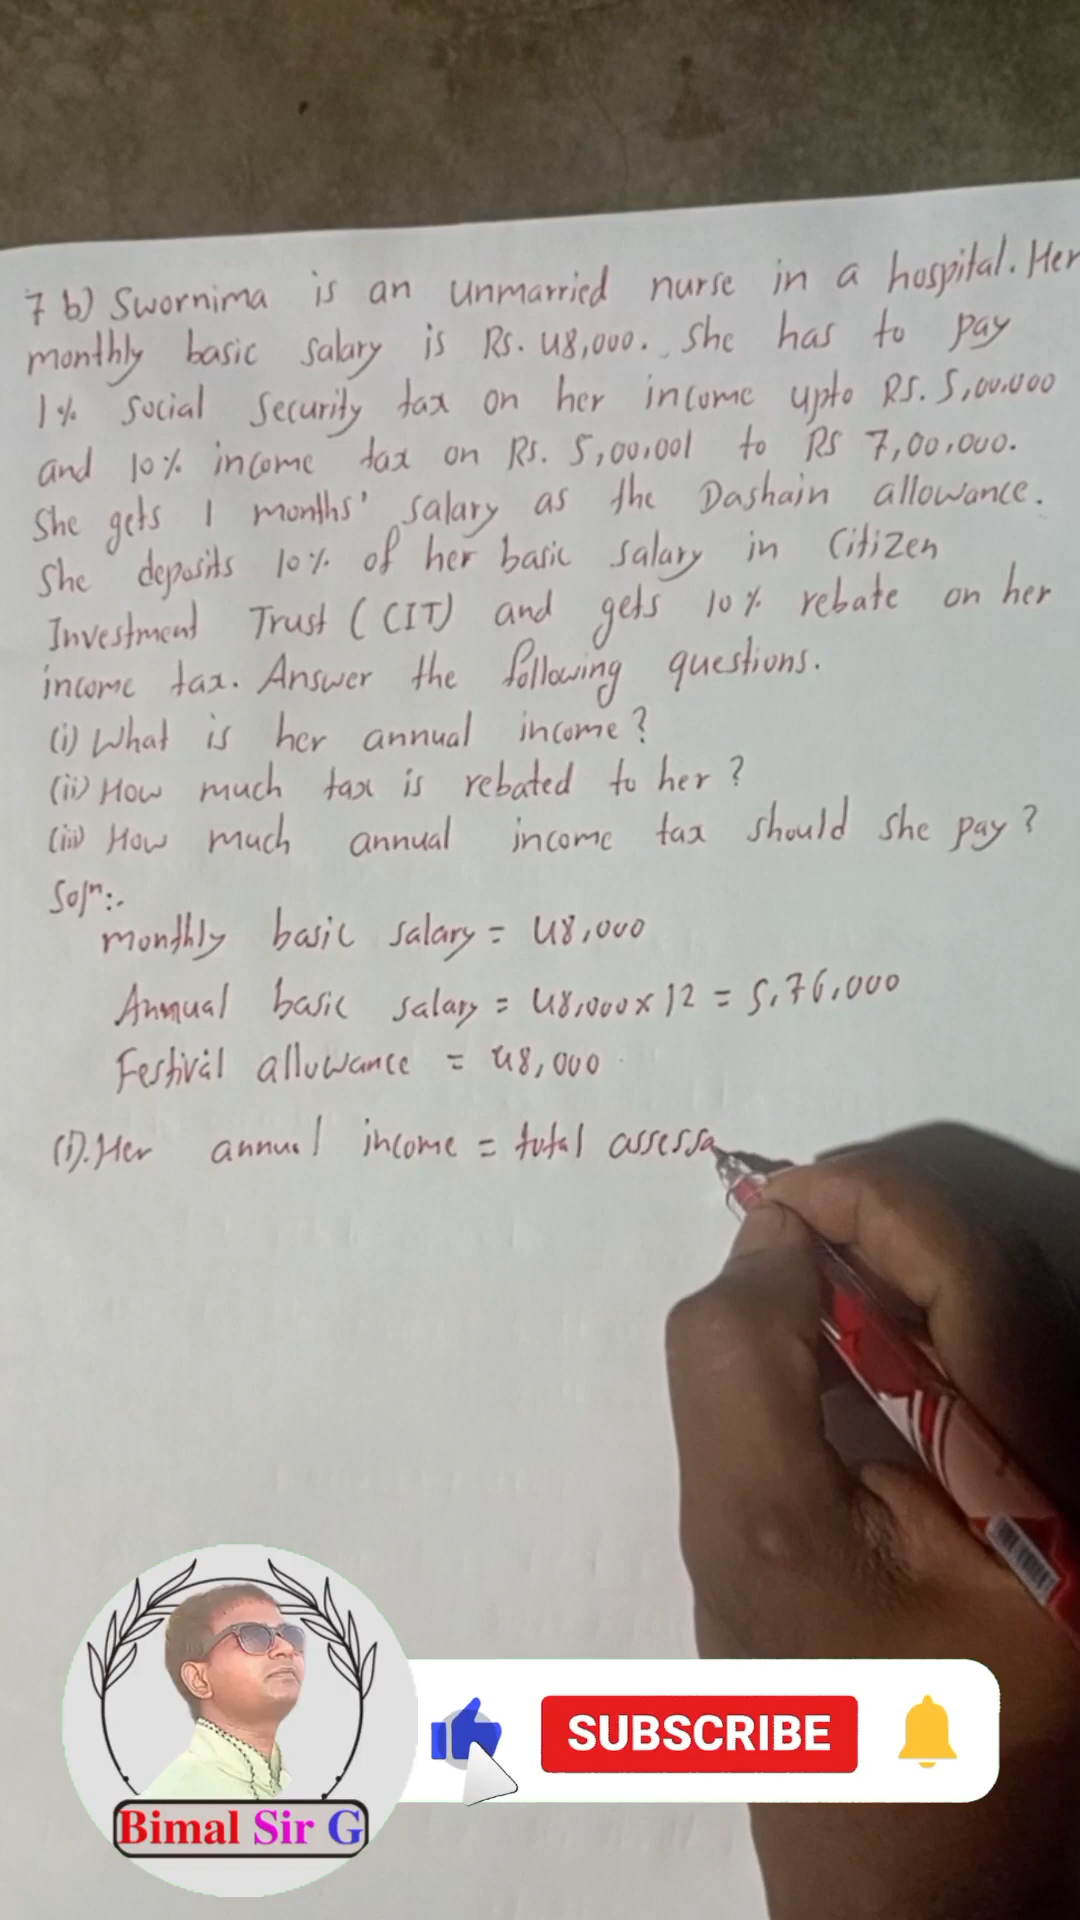 7 b) Swornima is an unmarried nurse in a hospital. Her
monthly basic salary is Rs. 48,000. She has to pay
1% social security tax on her income upto Rs. 5,00,000
and 10% income tax on Rs. 5,00,001 to Rs 7,00,000.
She gets 1 months' salary as the Dashain allowance.
She deposits 10% of her basic salary in Citizen
Investment Trust (CIT) and gets 10% rebate on her
income tax. Answer the following questions.
(i) What is her annual income?
(ii) How much tax is rebated to her?
(iii) How much annual income tax should she pay?
Solⁿ:-
monthly basic salary = 48,000
Annual basic salary = 48,000 x 12 = 5,76,000
Festival allowance = 48,000
(i). Her annual income = total assessa
SUBSCRIBE
Bimal Sir G